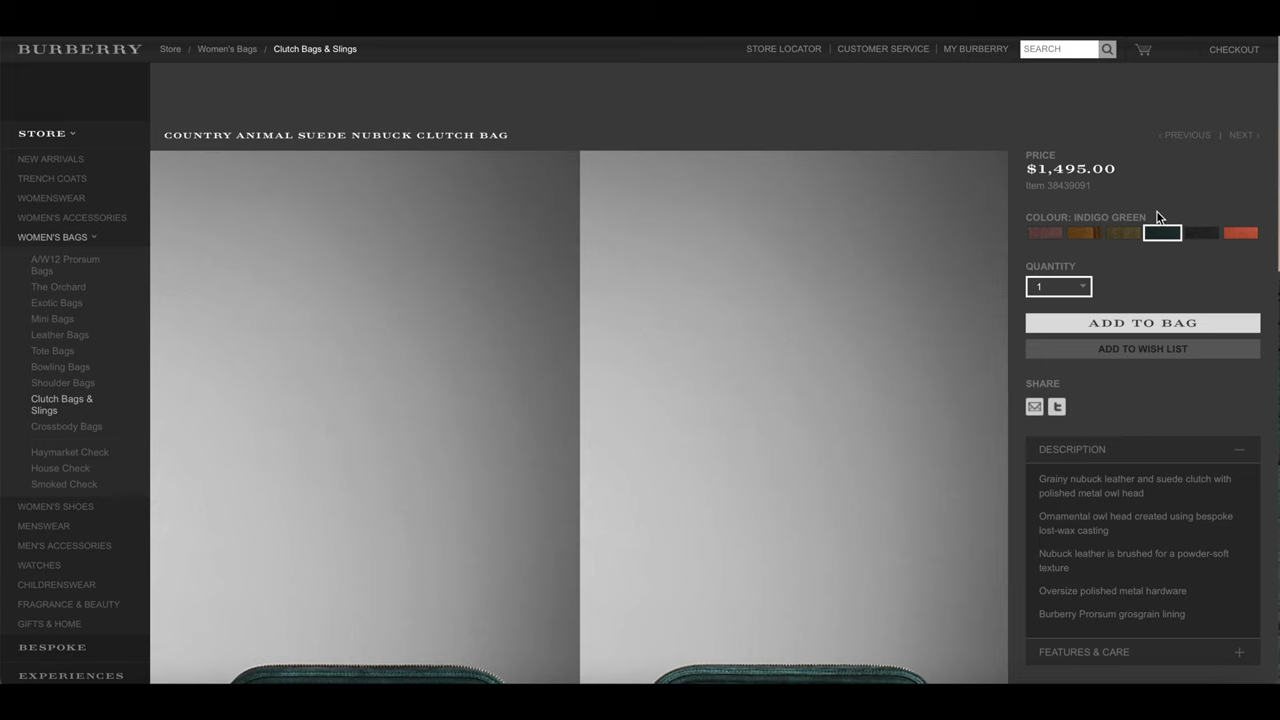 BURBERRY
Store / Women's Bags / Clutch Bags & Slings
STORE LOCATOR | CUSTOMER SERVICE | MY BURBERRY
SEARCH
CHECKOUT
STORE
NEW ARRIVALS
TRENCH COATS
WOMENSWEAR
WOMEN'S ACCESSORIES
WOMEN'S BAGS
A/W12 Prorsum
Bags
The Orchard
Exotic Bags
Mini Bags
Leather Bags
Tote Bags
Bowling Bags
Shoulder Bags
Clutch Bags &
Slings
Crossbody Bags
Haymarket Check
House Check
Smoked Check
WOMEN'S SHOES
MENSWEAR
MEN'S ACCESSORIES
WATCHES
CHILDRENSWEAR
FRAGRANCE & BEAUTY
GIFTS & HOME
BESPOKE
EXPERIENCES
COUNTRY ANIMAL SUEDE NUBUCK CLUTCH BAG
‹ PREVIOUS | NEXT ›
PRICE
$1,495.00
Item 38439091
COLOUR: INDIGO GREEN
QUANTITY
1
ADD TO BAG
ADD TO WISH LIST
SHARE
DESCRIPTION
Grainy nubuck leather and suede clutch with
polished metal owl head
Ornamental owl head created using bespoke
lost-wax casting
Nubuck leather is brushed for a powder-soft
texture
Oversize polished metal hardware
Burberry Prorsum grosgrain lining
FEATURES & CARE